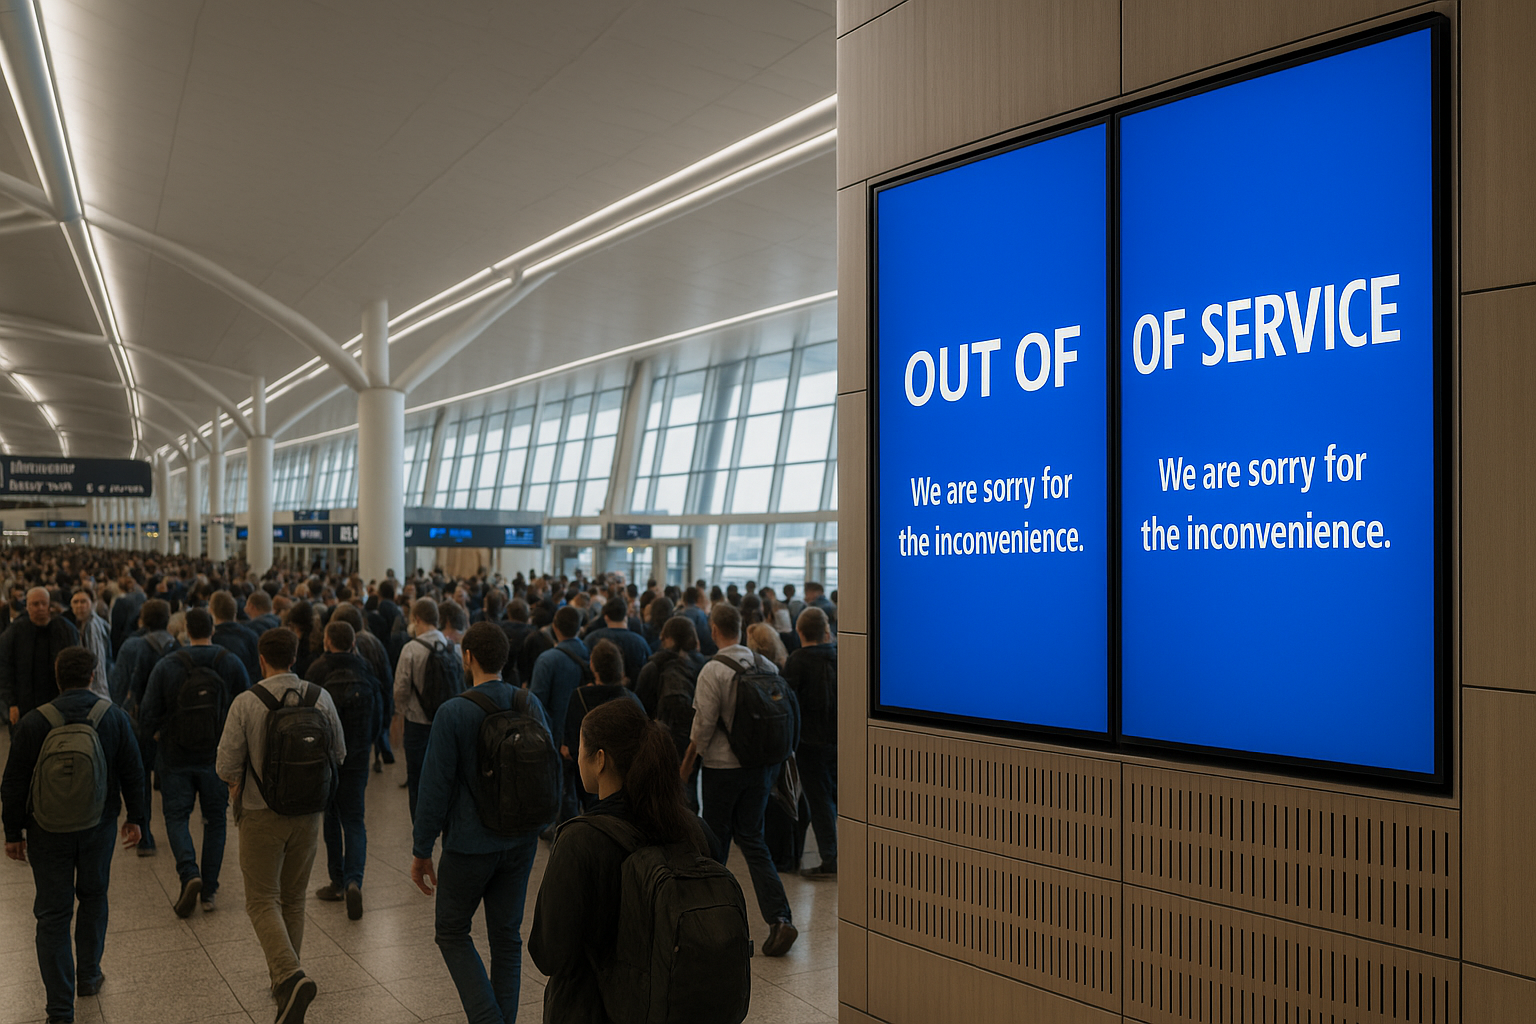 OUT OF
We are sorry for
the inconvenience.
OF SERVICE
We are sorry for
the inconvenience.